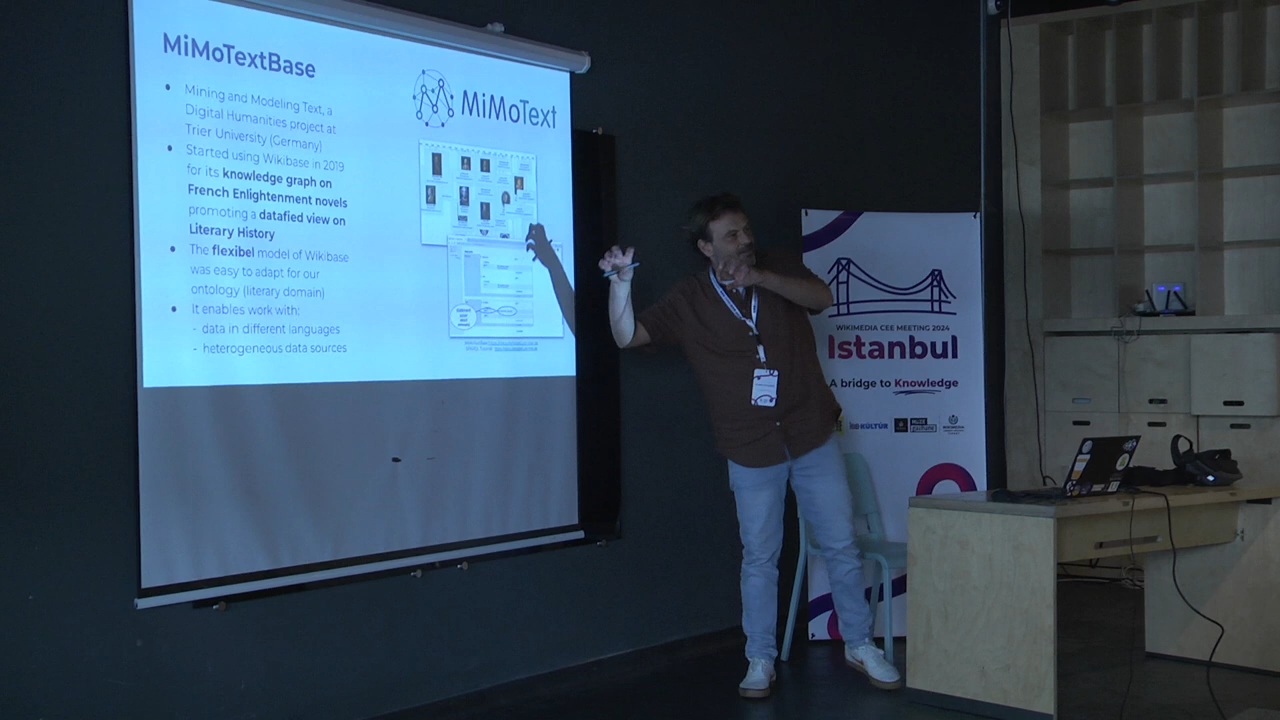 MiMoTextBase
MiMoText
• Mining and Modeling Text, a
Digital Humanities project at
Trier University (Germany)
• Started using Wikibase in 2019
for its knowledge graph on
French Enlightenment novels
promoting a datafied view on
Literary History
• The flexibel model of Wikibase
was easy to adapt for our
ontology (literary domain)
• It enables work with:
- data in different languages
- heterogeneous data sources
WIKIMEDIA CEE MEETING 2024
Istanbul
A bridge to Knowledge
KÜLTÜR